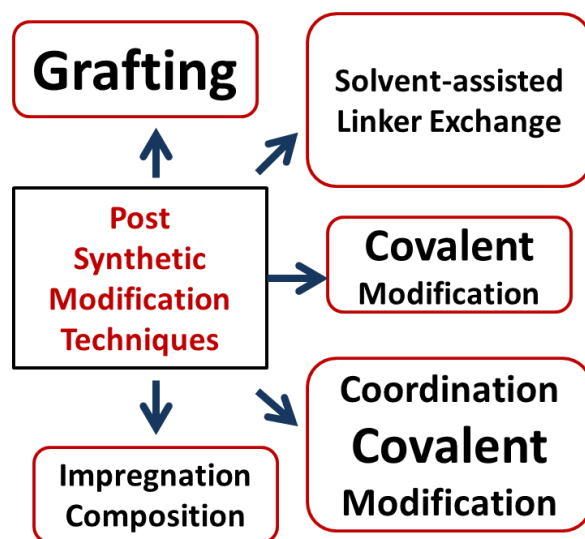 Grafting
Solvent-assisted
Linker Exchange
Post
Synthetic
Modification
Techniques
Covalent
Modification
Coordination
Covalent
Modification
Impregnation
Composition